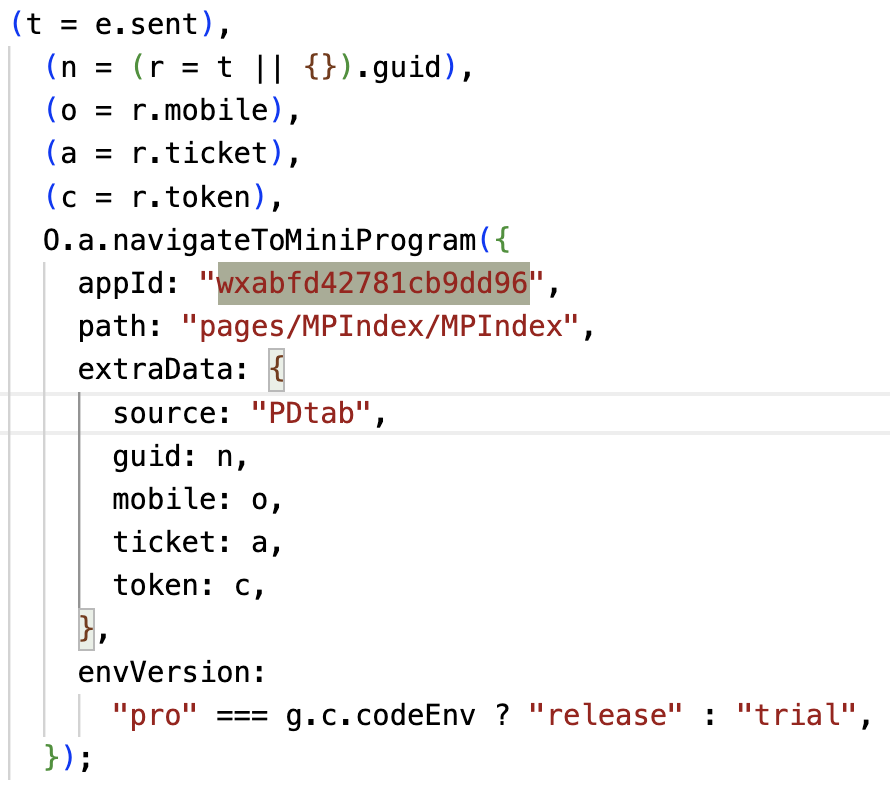 (t = e.sent),
(n = (r = t || {}).guid),
(o = r.mobile),
(a = r.ticket),
(c = r.token),
O.a.navigateToMiniProgram({
appId: "wxabfd42781cb9dd96",
path: "pages/MPIndex/MPIndex",
extraData: {
source: "PDtab",
guid: n,
mobile: o,
ticket: a,
token: c,
},
envVersion:
"pro" === g.c.codeEnv ? "release" : "trial",
});